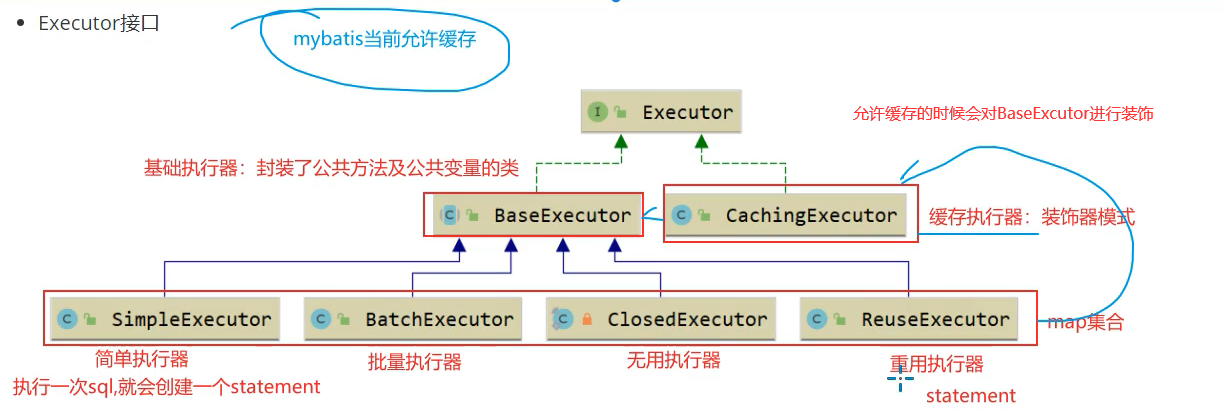 Executor接口
mybatis当前允许缓存
I Executor
允许缓存的时候会对BaseExcutor进行装饰
基础执行器：封装了公共方法及公共变量的类
C BaseExecutor
C CachingExecutor
缓存执行器：装饰器模式
C SimpleExecutor
C BatchExecutor
C ClosedExecutor
C ReuseExecutor
map集合
简单执行器
批量执行器
无用执行器
重用执行器
执行一次sql,就会创建一个statement
statement